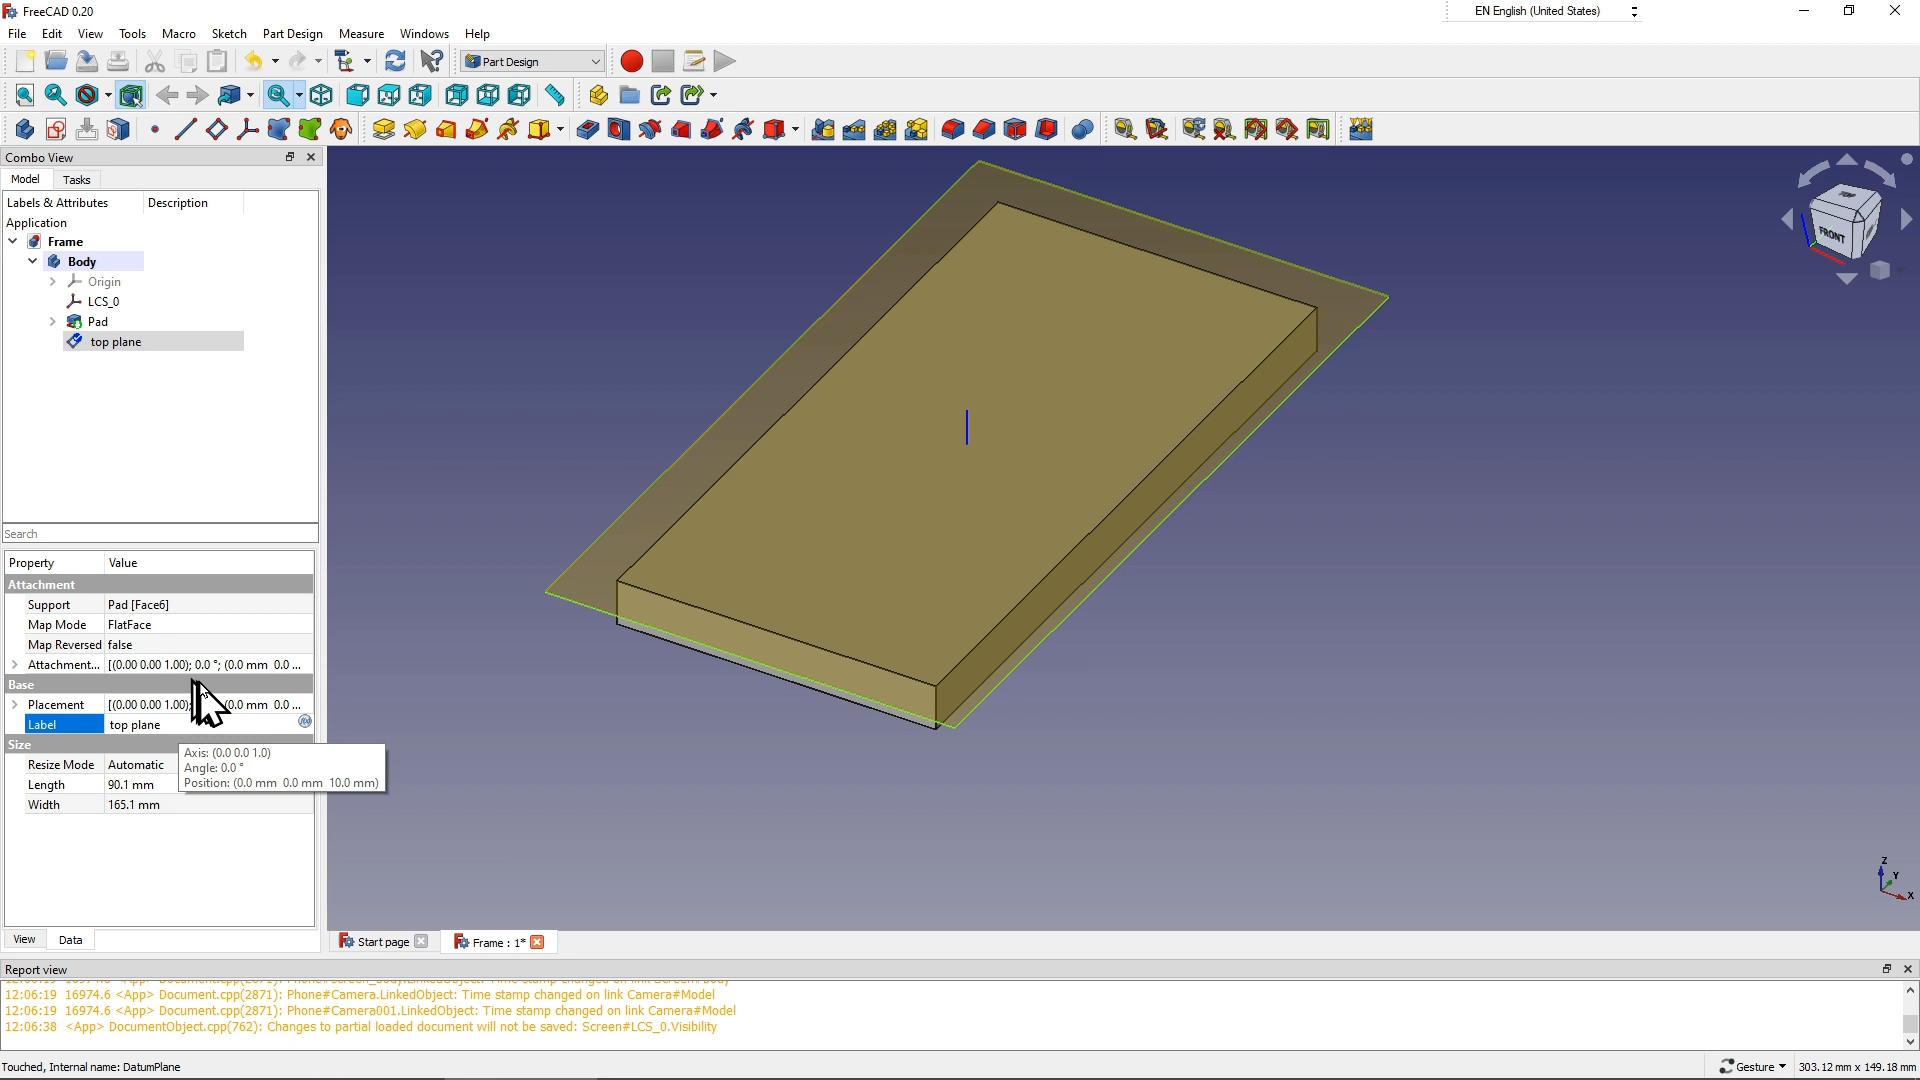 FreeCAD 0.20
EN English (United States)
File Edit View Tools Macro Sketch Part Design Measure Windows Help
Part Design
Combo View
Model Tasks
Labels & Attributes Description
Application
Frame
Body
Origin
LCS_0
Pad
top plane
Search
Property Value
Attachment
Support Pad [Face6]
Map Mode FlatFace
Map Reversed false
Attachment... [(0.00 0.00 1.00); 0.0 °; (0.0 mm 0.0 ...
Base
Placement [(0.00 0.00 1.00); (0.0 mm 0.0 ...
Label top plane
Size
Axis: (0.0 0.0 1.0)
Resize Mode Automatic
Angle: 0.0 °
Length 90.1 mm
Position: (0.0 mm 0.0 mm 10.0 mm)
Width 165.1 mm
FRONT
Z
Y
X
View Data
Start page
Frame : 1*
Report view
12:06:19 16974.6 <App> Document.cpp(2871): Phone#Camera.LinkedObject: Time stamp changed on link Camera#Model
12:06:19 16974.6 <App> Document.cpp(2871): Phone#Camera001.LinkedObject: Time stamp changed on link Camera#Model
12:06:38 <App> DocumentObject.cpp(762): Changes to partial loaded document will not be saved: Screen#LCS_0.Visibility
Touched, Internal name: DatumPlane
Gesture
303.12 mm x 149.18 mm